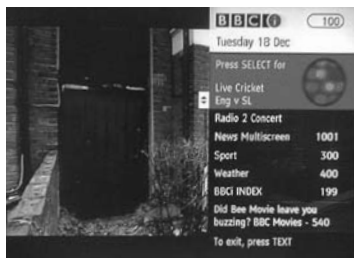 BBCi 100
Tuesday 18 Dec
Press SELECT for
Live Cricket
Eng v SL
Radio 2 Concert
News Multiscreen 1001
Sport 300
Weather 400
BBCi INDEX 199
Did Bee Movie leave you
buzzing? BBC Movies - 540
To exit, press TEXT